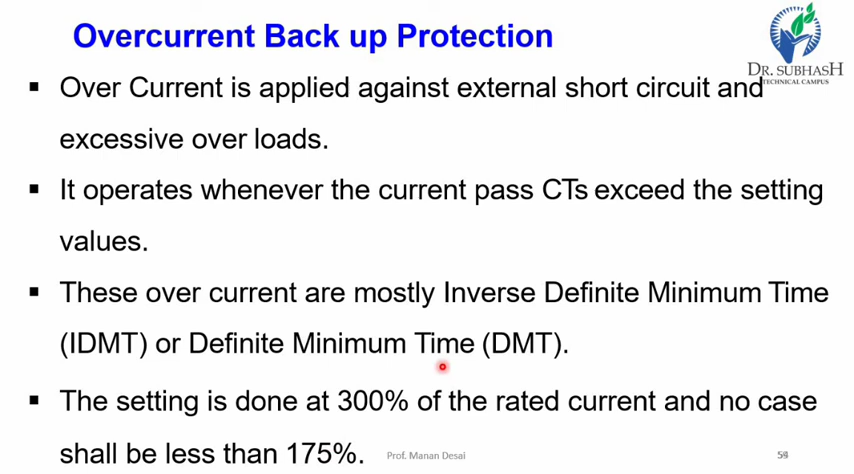 Overcurrent Back up Protection
DR. SUBHASH
TECHNICAL CAMPUS
▪ Over Current is applied against external short circuit and
excessive over loads.
▪ It operates whenever the current pass CTs exceed the setting
values.
▪ These over current are mostly Inverse Definite Minimum Time
(IDMT) or Definite Minimum Time (DMT).
▪ The setting is done at 300% of the rated current and no case
shall be less than 175%.
Prof. Manan Desai